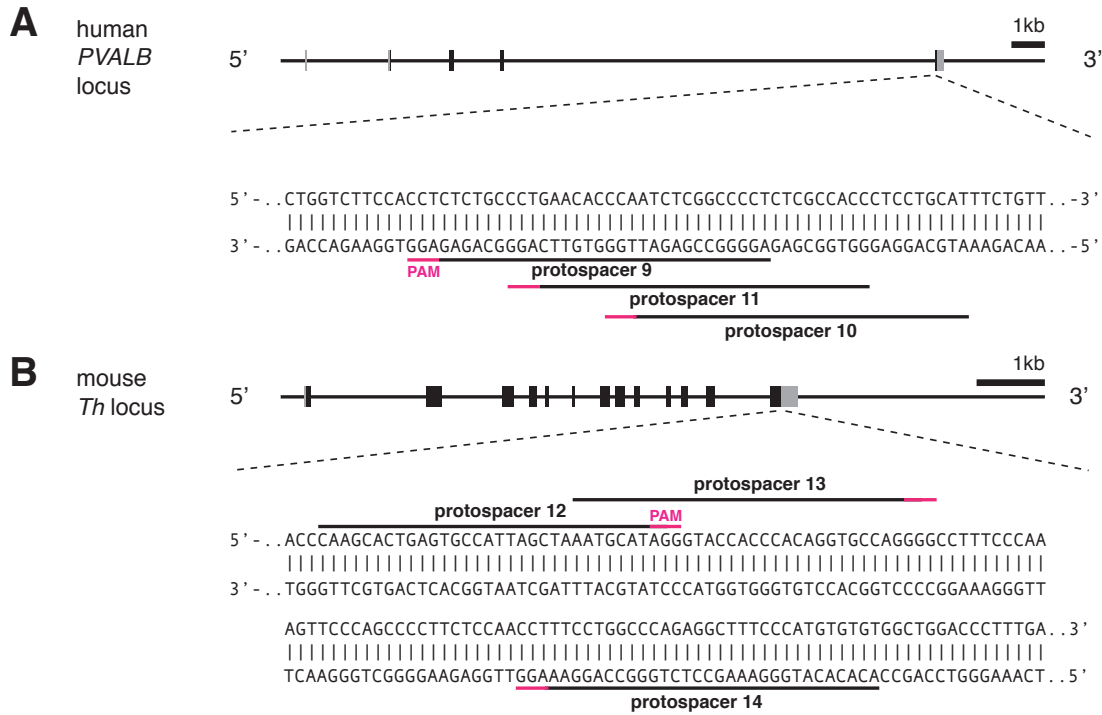 A human 1kb
PVALB 5’ 3’
locus
5’-..CTGGTCTTCCACCTCTCTGCCCTGAACACCCAATCTCGGCCCCTCTCGCCACCCTCCTGCATTTCTGTT..-3’
3’-..GACCAGAAGGTGGAGAGACGGGACTTGTGGGTTAGAGCCGGGGAGAGCGGTGGGAGGACGTAAAGACAA..-5’
PAM protospacer 9
protospacer 11
protospacer 10
B mouse 1kb
Th locus 5’ 3’
protospacer 13
protospacer 12 PAM
5’-..ACCCAAGCACTGAGTGCCATTAGCTAAATGCATAGGGTACCACCCACAGGTGCCAGGGGCCTTTCCCAA
3’-..TGGGTTCGTGACTCACGGTAATCGATTTACGTATCCCATGGTGGGTGTCCACGGTCCCCGGAAAGGGTT
AGTTCCCAGCCCCTTCTCCAACCTTTCCTGGCCCAGAGGCTTTCCCATGTGTGTGGCTGGACCCTTTGA..3’
TCAAGGGTCGGGGAAGAGGTTGGAAAGGACCGGGTCTCCGAAAGGGTACACACACCGACCTGGGAAACT..5’
protospacer 14